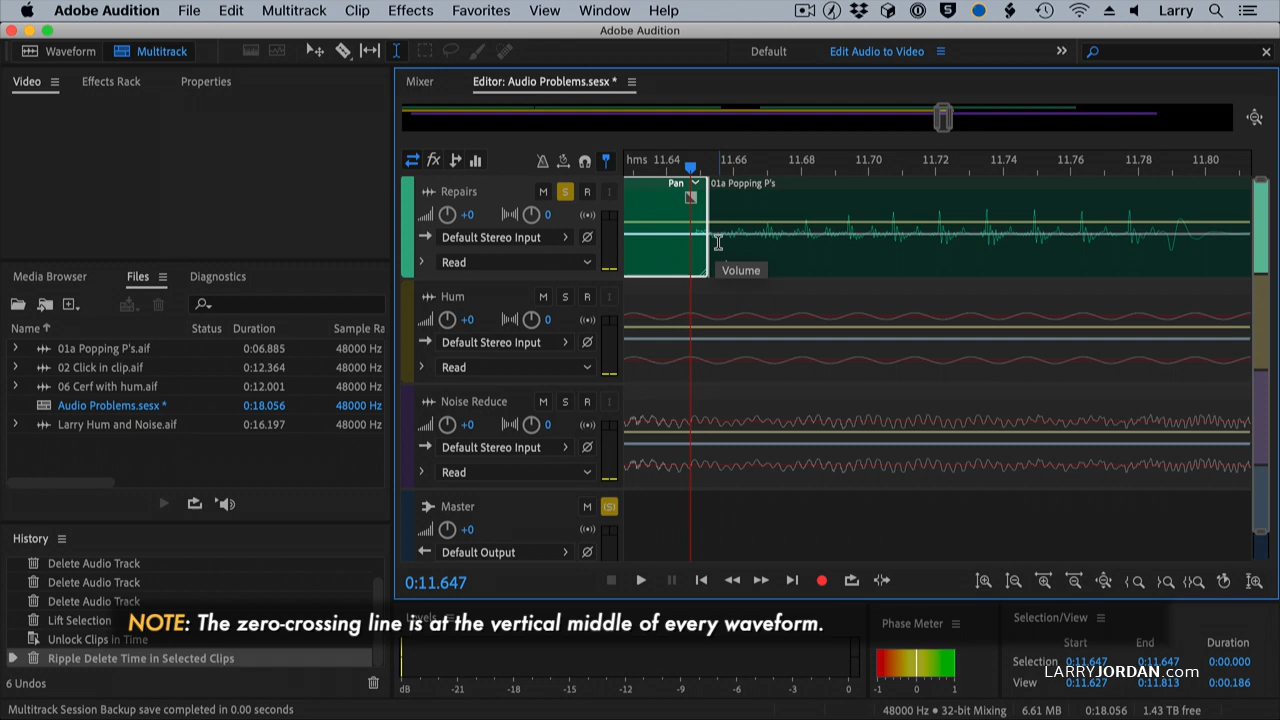 Adobe Audition File Edit Multitrack Clip Effects Favorites View Window Help Larry
Adobe Audition
Waveform Multitrack Default Edit Audio to Video
Video Effects Rack Properties
Mixer Editor: Audio Problems.sesx *
hms 11.64 11.66 11.68 11.70 11.72 11.74 11.76 11.78 11.80
Repairs M S R I
Pan 01a Popping P's
+0 0
Default Stereo Input
Read
Volume
Media Browser Files
Name Status Duration Sample Ra
01a Popping P's.aif 0:06.885 48000 Hz
02 Click in clip.aif 0:12.364 48000 Hz
06 Cerf with hum.aif 0:12.001 48000 Hz
Audio Problems.sesx * 0:18.056 48000 Hz
Larry Hum and Noise.aif 0:16.197 48000 Hz
Hum M S R I
+0 0
Default Stereo Input
Read
Noise Reduce M S R I
+0 0
Default Stereo Input
Read
Master M (S)
+0
Default Output
0:11.647
History
Delete Audio Track
Delete Audio Track
Delete Audio Track
Lift Selection
Unlock Clips in Time
Ripple Delete Time in Selected Clips
6 Undos
NOTE: The zero-crossing line is at the vertical middle of every waveform.
Levels
dB -21 -18 -15 -12 -9 -6 -3 0
Phase Meter
-1 0 1
Selection/View
Start End Duration
Selection 0:11.647 0:11.647 0:00.000
View 0:11.627 0:11.813 0:00.186
LARRYJORDAN.com
Multitrack Session Backup save completed in 0.00 seconds
48000 Hz ● 32-bit Mixing 6.61 MB 0:18.056 1.43 TB free